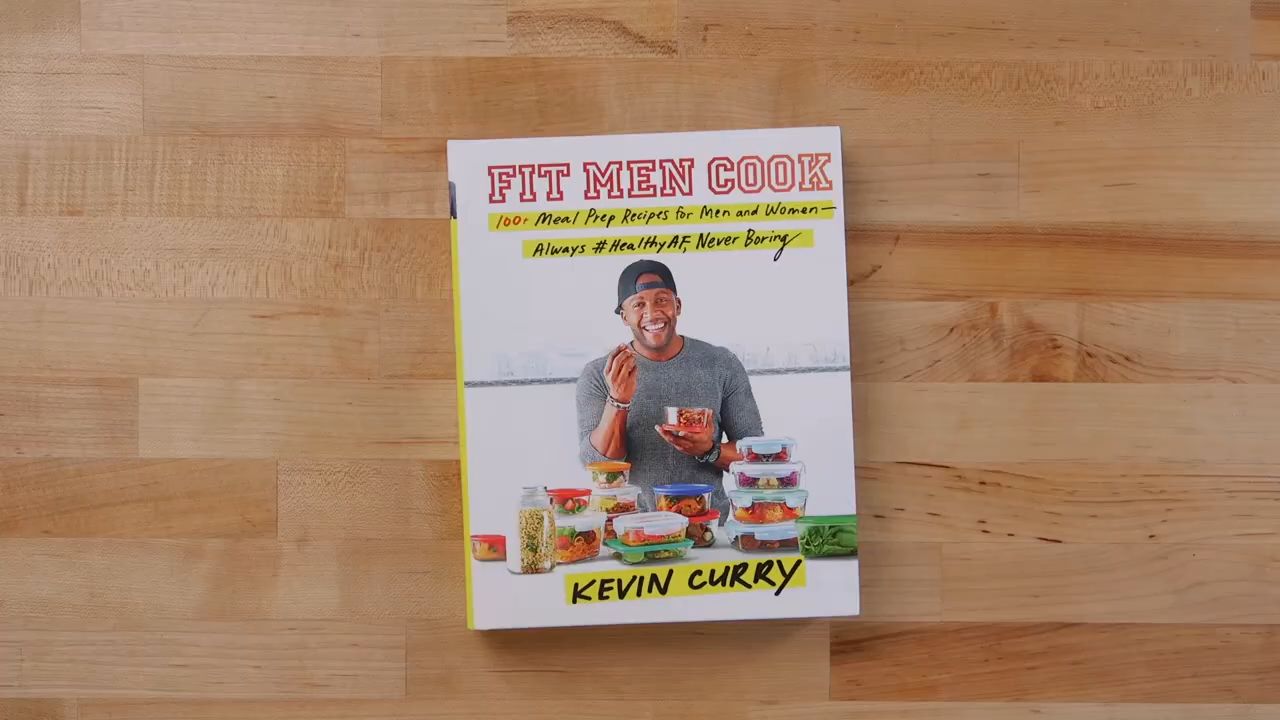 FIT MEN COOK
100+ Meal Prep Recipes for Men and Women—
Always #HealthyAF, Never Boring
KEVIN CURRY